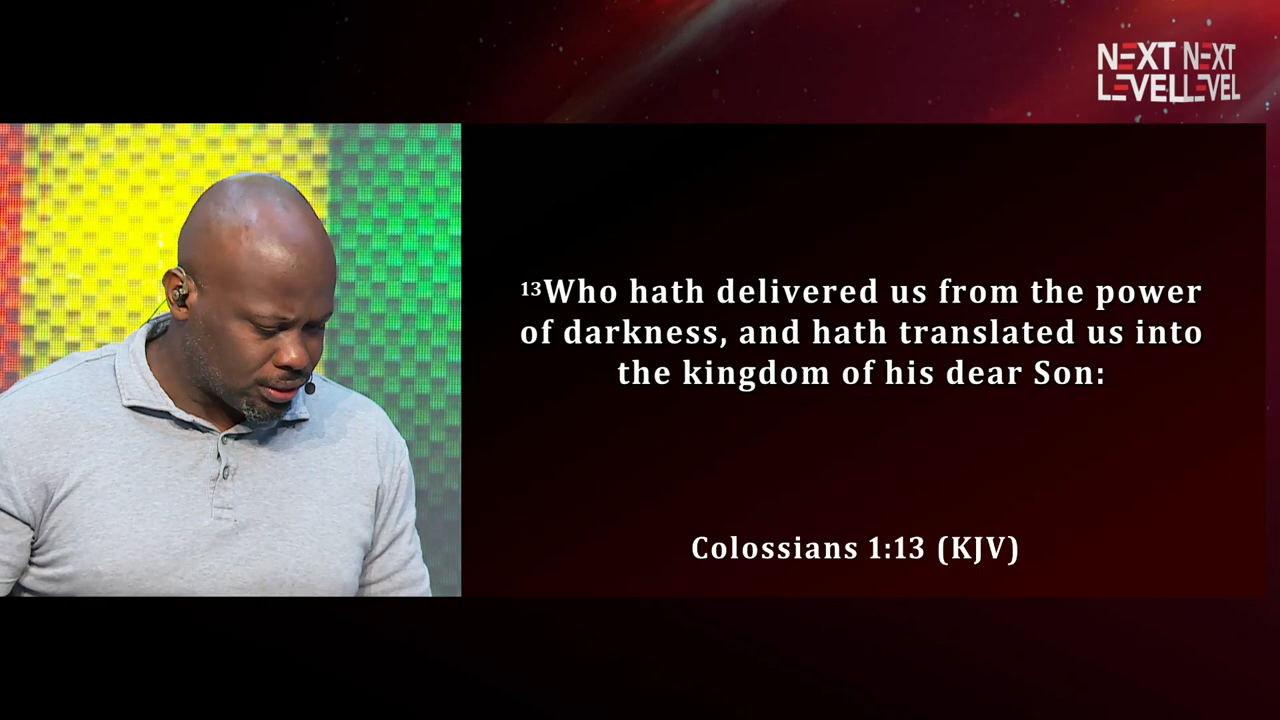 NEXT NEXT
LEVEL LEVEL
¹³Who hath delivered us from the power
of darkness, and hath translated us into
the kingdom of his dear Son:
Colossians 1:13 (KJV)